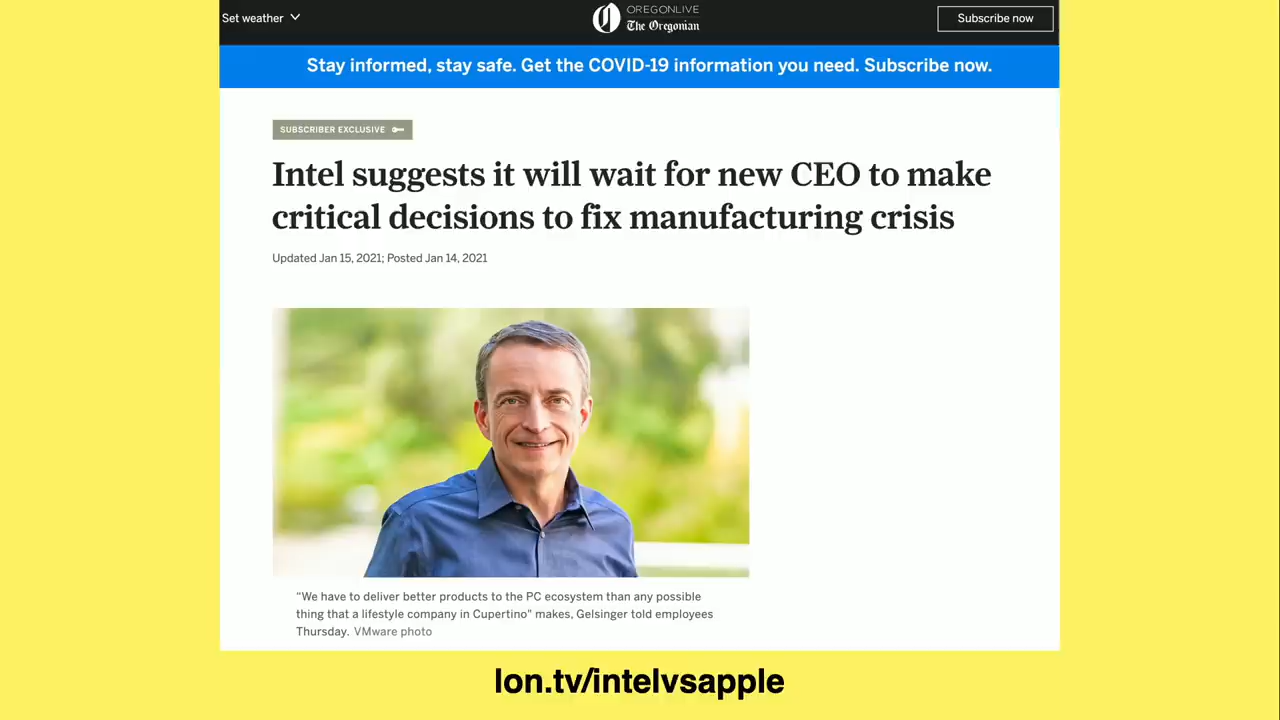 Set weather
OREGONLIVE
The Oregonian
Subscribe now
Stay informed, stay safe. Get the COVID-19 information you need. Subscribe now.
SUBSCRIBER EXCLUSIVE
Intel suggests it will wait for new CEO to make
critical decisions to fix manufacturing crisis
Updated Jan 15, 2021; Posted Jan 14, 2021
“We have to deliver better products to the PC ecosystem than any possible
thing that a lifestyle company in Cupertino" makes, Gelsinger told employees
Thursday. VMware photo
lon.tv/intelvsapple